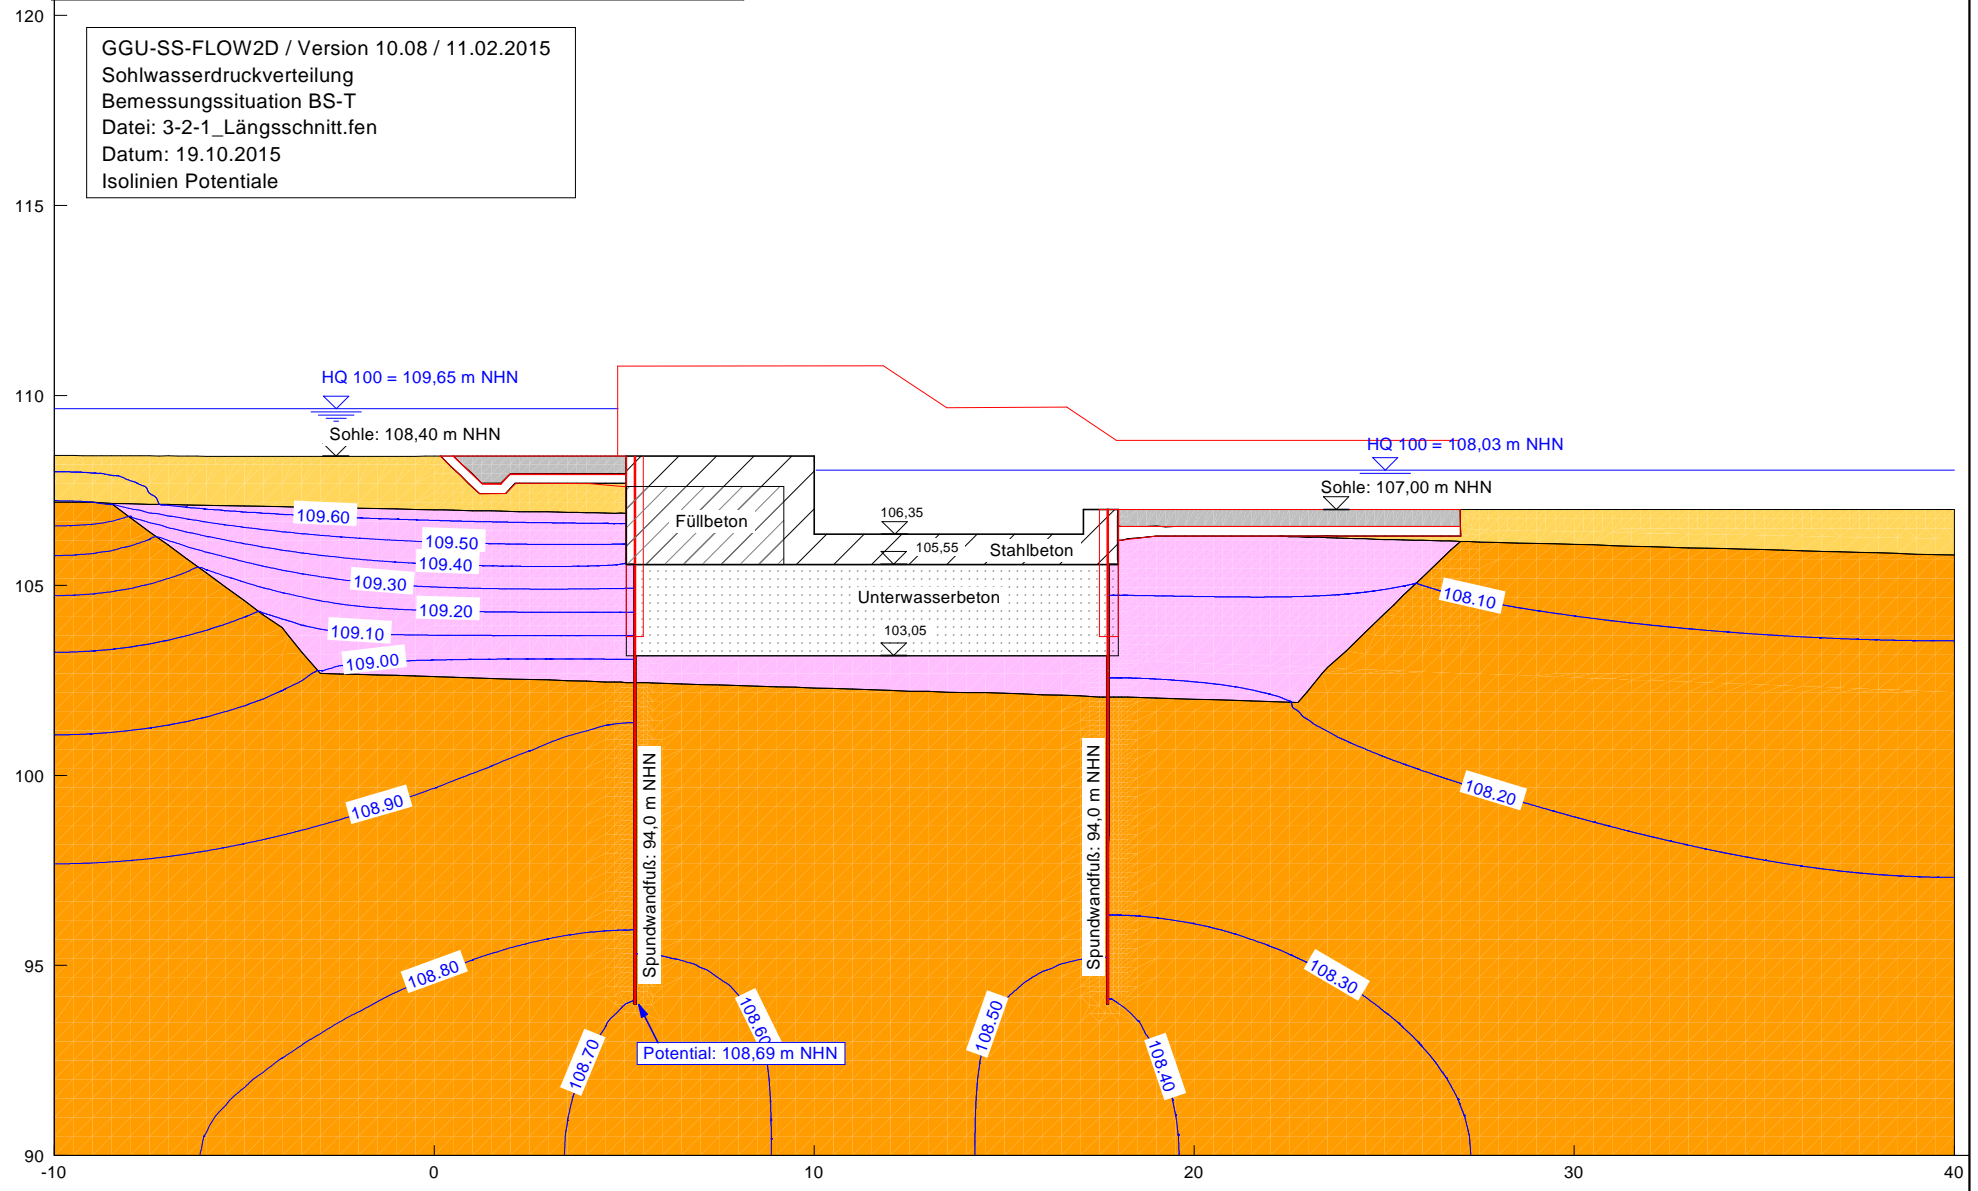 120
GGU-SS-FLOW2D / Version 10.08 / 11.02.2015
Sohlwasserdruckverteilung
Bemessungssituation BS-T
Datei: 3-2-1_Längsschnitt.fen
Datum: 19.10.2015
Isolinien Potentiale
115
HQ 100 = 109,65 m NHN
110
Sohle: 108,40 m NHN
HQ 100 = 108,03 m NHN
Sohle: 107,00 m NHN
106,35
109.60
Füllbeton
109.50
105,55
Stahlbeton
109.40
105
109.30
Unterwasserbeton
108.10
109.20
109.10
103,05
109.00
100
108.90
108.20
Spundwandfuß: 94,0 m NHN
Spundwandfuß: 94,0 m NHN
95
108.80
108.30
108.60
108.50
Potential: 108,69 m NHN
108.70
108.40
90
-10
0
10
20
30
40